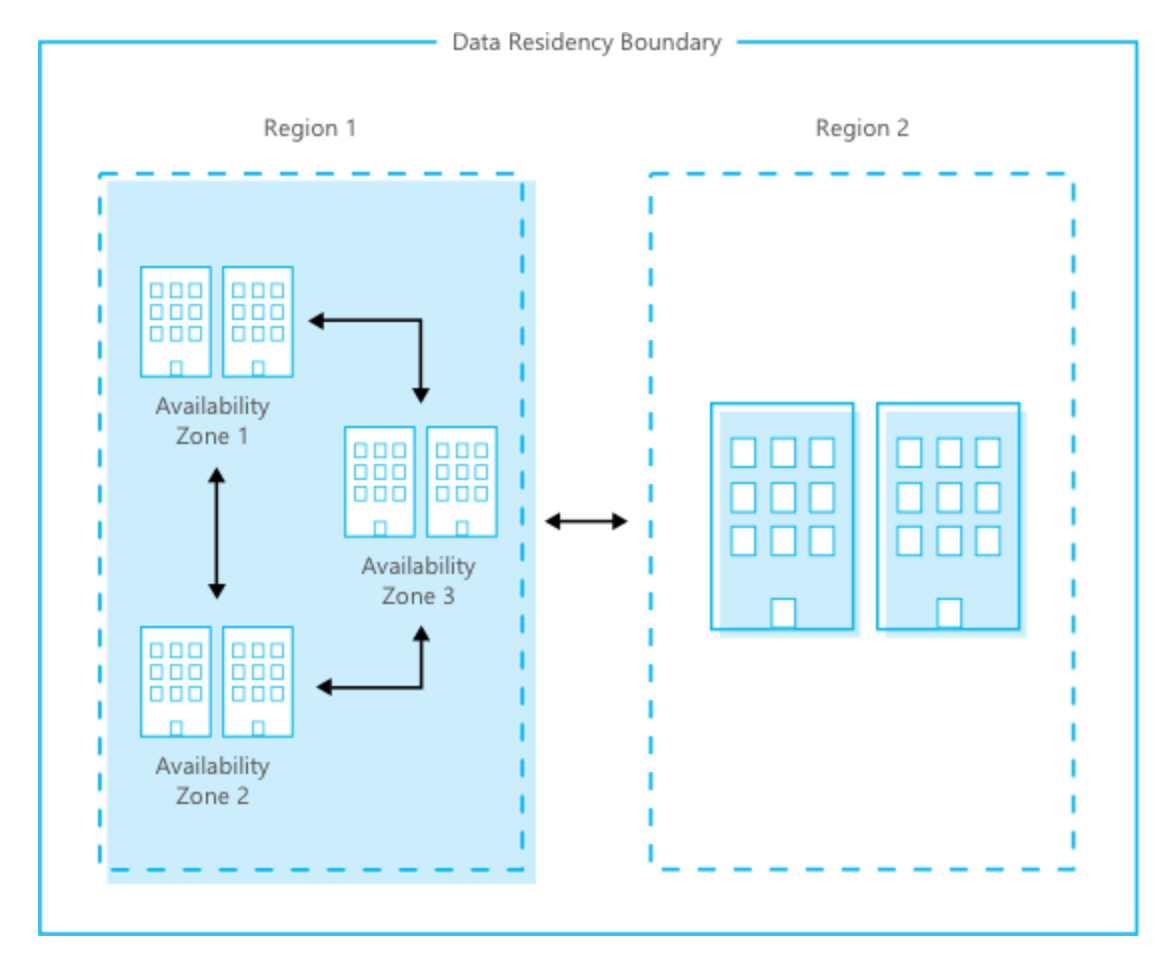 Data Residency Boundary
Region 1
Region 2
Availability
Zone 1
Availability
Zone 3
Availability
Zone 2